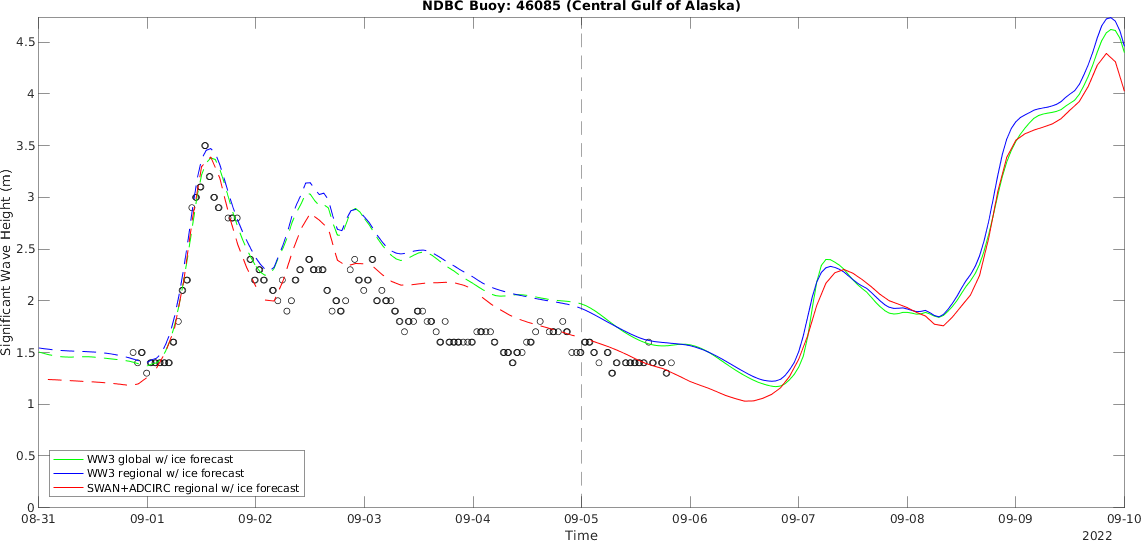 NDBC Buoy: 46085 (Central Gulf of Alaska)
Significant Wave Height (m)
4.5
4
3.5
3
2.5
2
1.5
1
0.5
0
WW3 global w/ ice forecast
WW3 regional w/ ice forecast
SWAN+ADCIRC regional w/ ice forecast
08-31 09-01 09-02 09-03 09-04 09-05 09-06 09-07 09-08 09-09 09-10
Time
2022